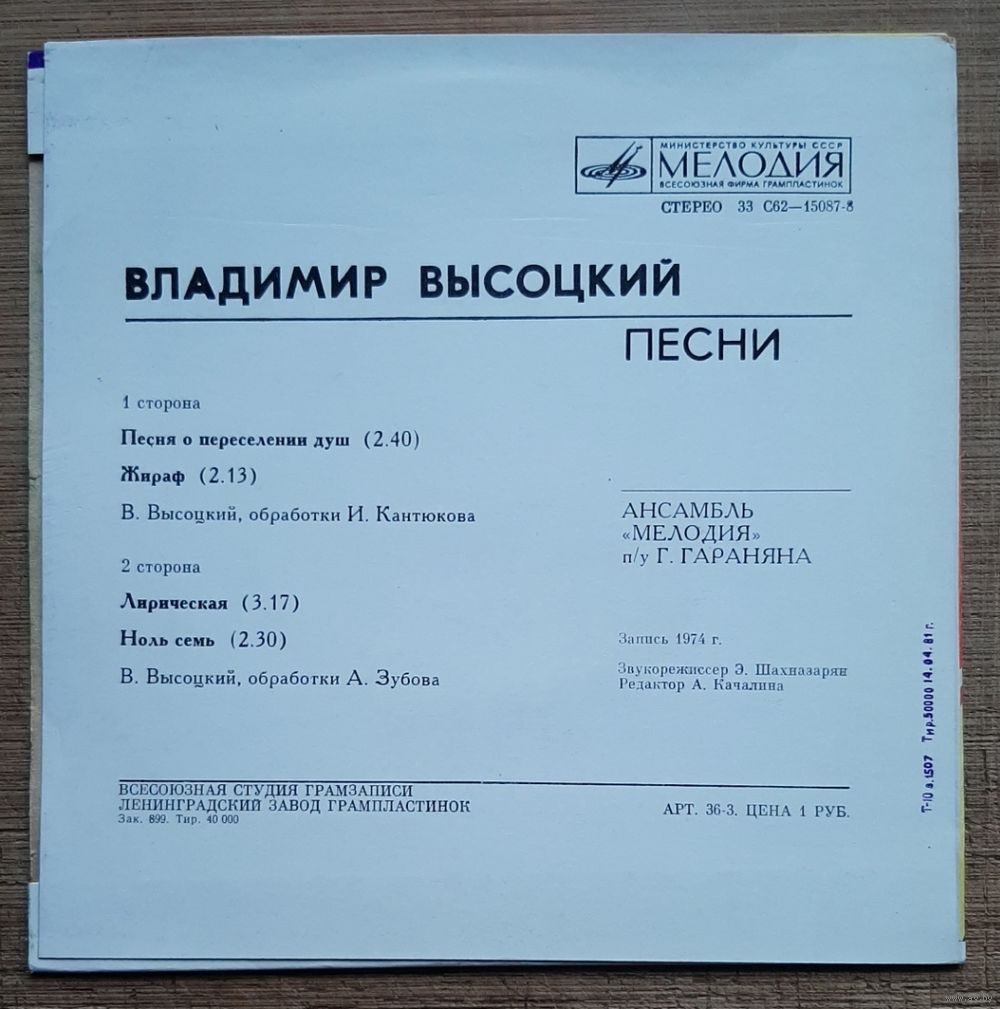 МИНИСТЕРСТВО КУЛЬТУРЫ СССР
МЕЛОДИЯ
ВСЕСОЮЗНАЯ ФИРМА ГРАМПЛАСТИНОК
СТЕРЕО 33 С62—15087-8
ВЛАДИМИР ВЫСОЦКИЙ
ПЕСНИ
1 сторона
Песня о переселении душ (2.40)
Жираф (2.13)
В. Высоцкий, обработки И. Кантюкова
2 сторона
Лирическая (3.17)
Ноль семь (2.30)
В. Высоцкий, обработки А. Зубова
АНСАМБЛЬ
«МЕЛОДИЯ»
п/у Г. ГАРАНЯНА
Запись 1974 г.
Звукорежиссер Э. Шахназарян
Редактор А. Качалина
ВСЕСОЮЗНАЯ СТУДИЯ ГРАМЗАПИСИ
ЛЕНИНГРАДСКИЙ ЗАВОД ГРАМПЛАСТИНОК
Зак. 899. Тир. 40 000
АРТ. 36-3. ЦЕНА 1 РУБ.
Т-10 з.1507 Тир.50000 14.04.81 г.